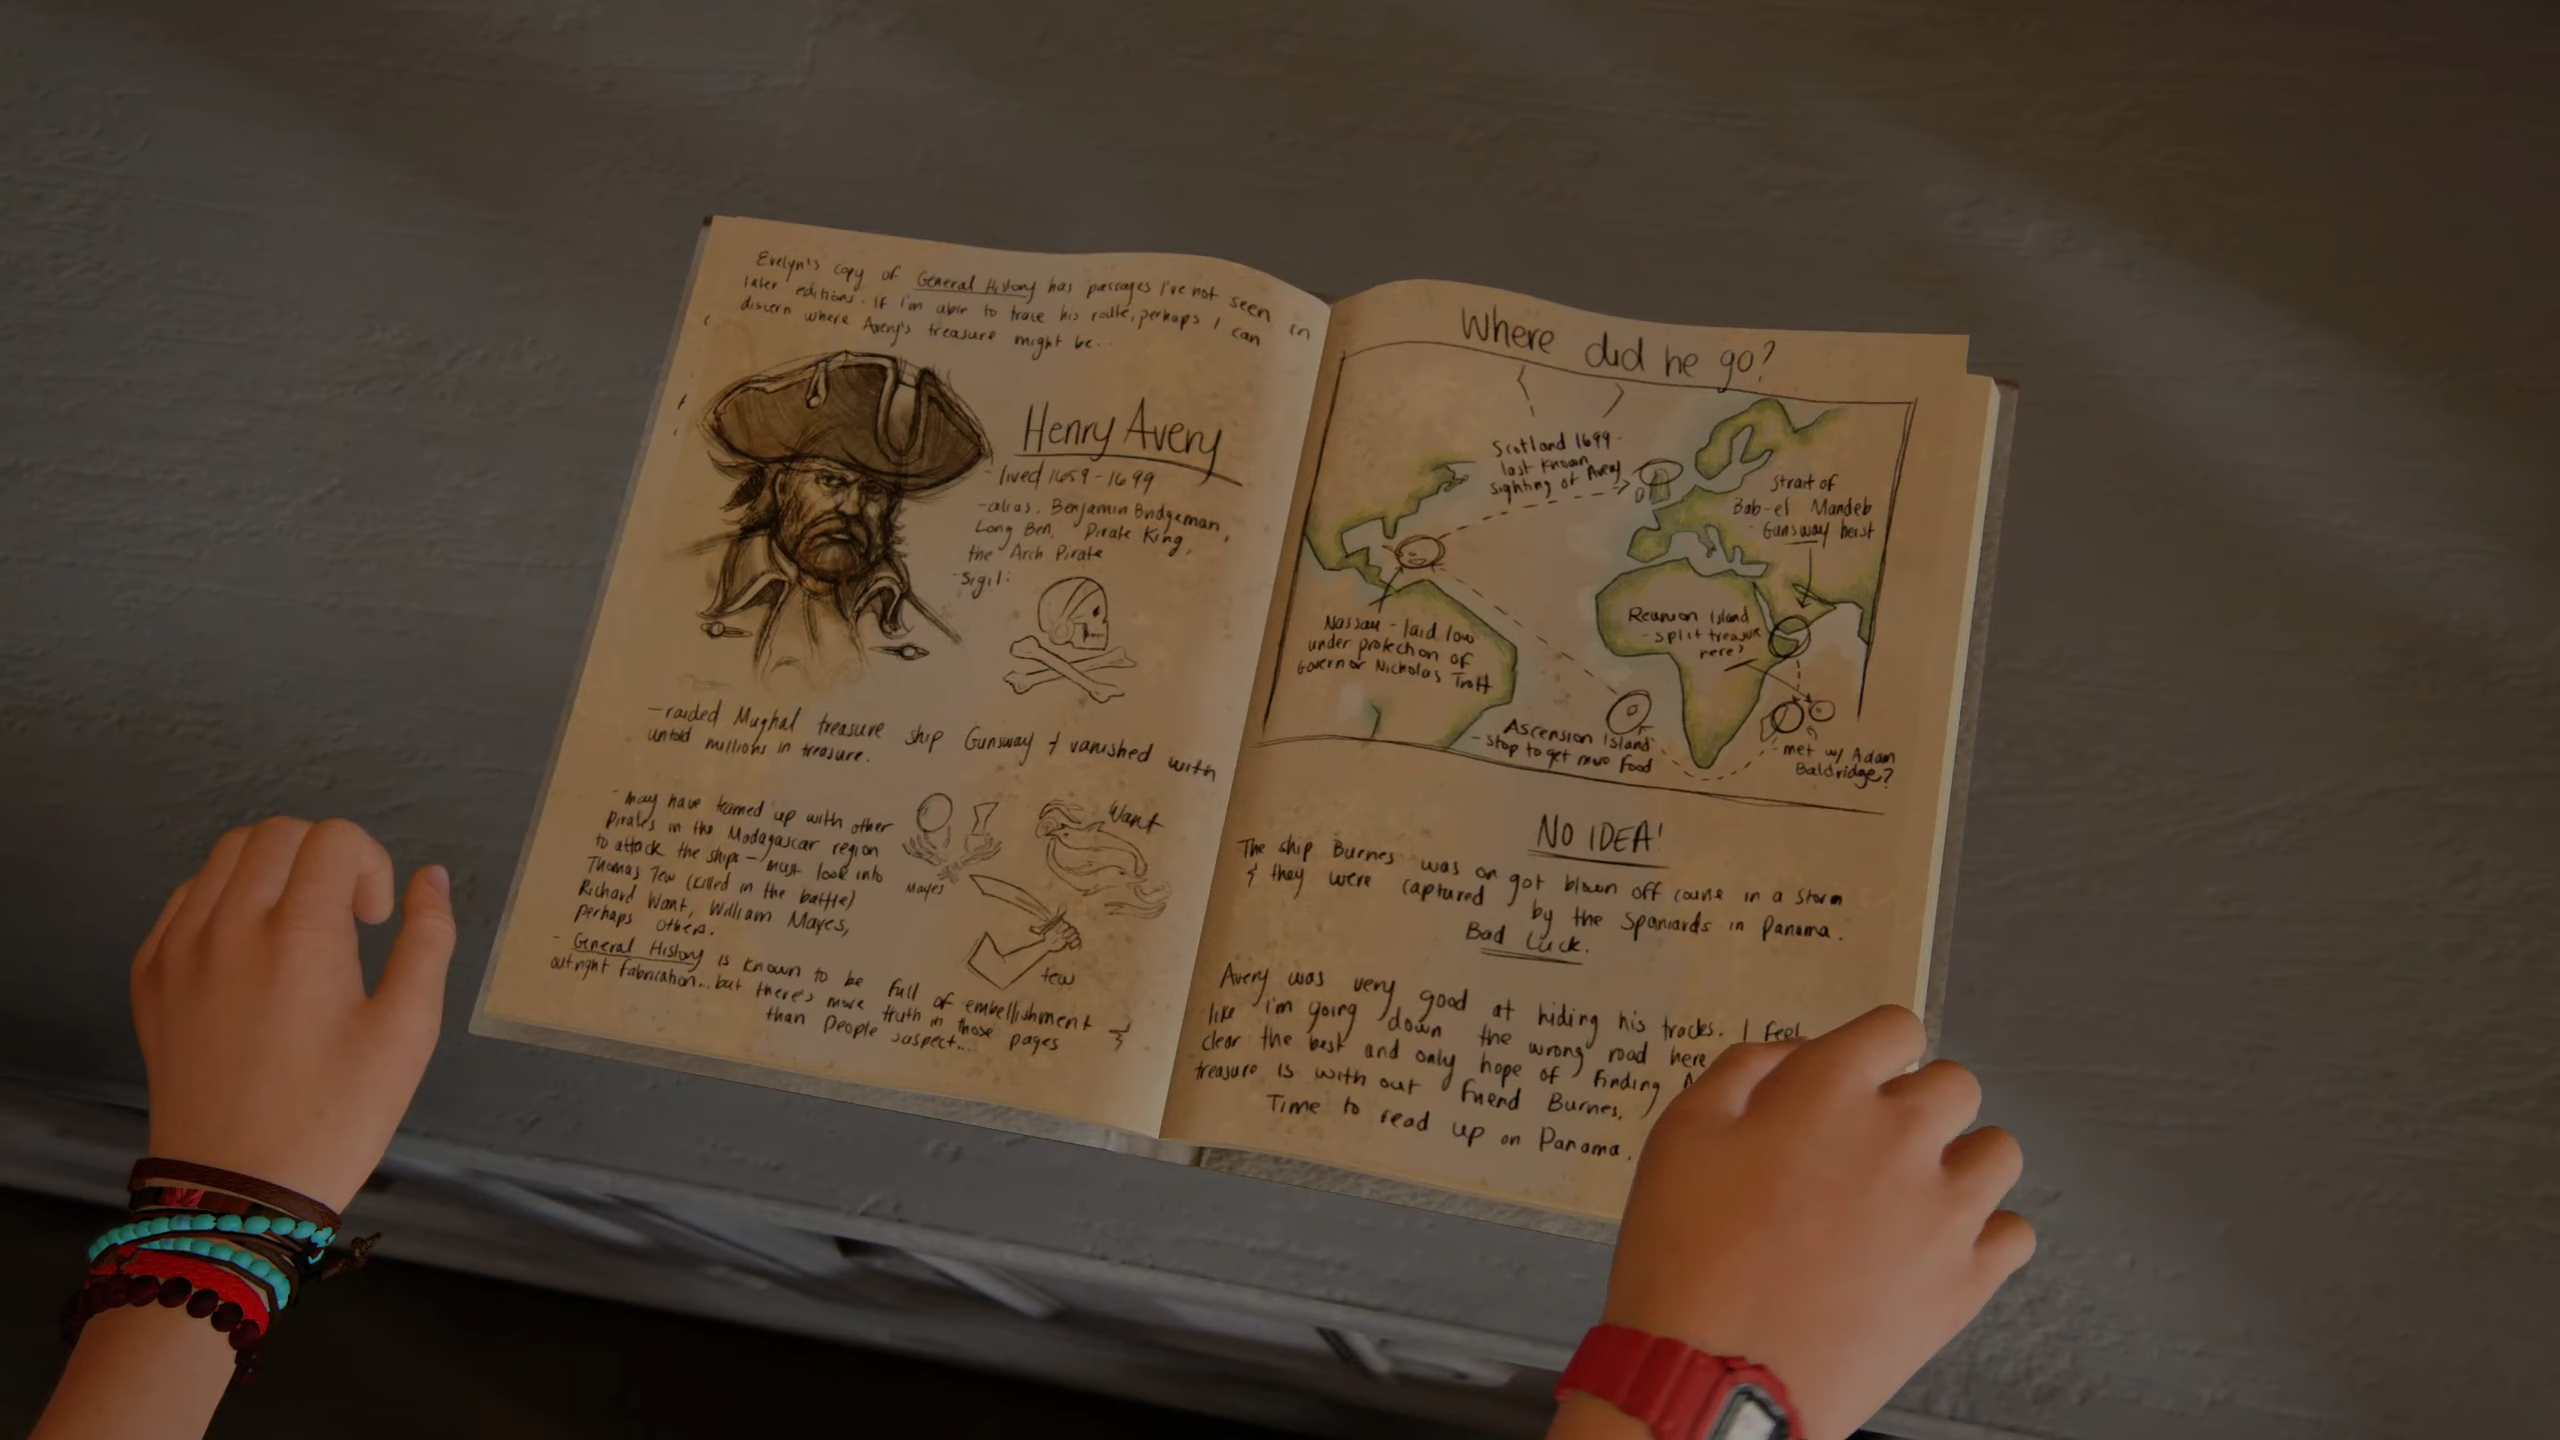 Evelyn's copy of General History has passages I've not seen in
later editions. If I'm able to trace his route, perhaps I can
discern where Avery's treasure might be...
Henry Avery
- lived 1659-1699
- alias. Benjamin Bridgeman,
Long Ben, Pirate King,
the Arch Pirate
- Sigil:
- raided Mughal treasure ship Gunsway & vanished with
untold millions in treasure.
- may have teamed up with other
pirates in the Madagascar region
to attack the ships - must look into
Thomas Tew (killed in the battle)
Richard Want, William Mayes,
perhaps others.
Mayes
Want
Tew
- General History is known to be full of embellishment &
outright fabrication... but there's more truth in those pages
than people suspect...
Where did he go?
Scotland 1699 -
last known
sighting of Avery
Strait of
Bab-el Mandeb
- Gunsway heist
Reunion Island
- split treasure
here?
Nassau - laid low
under protection of
Governor Nicholas Trott
Ascension Island
- stop to get more food
- met w/ Adam
Baldridge?
NO IDEA!
The ship Burnes was on got blown off course in a storm
& they were captured by the Spaniards in Panama.
Bad Luck.
Avery was very good at hiding his tracks. I feel
like I'm going down the wrong road here
clear the best and only hope of finding
treasure is with our friend Burnes.
Time to read up on Panama.